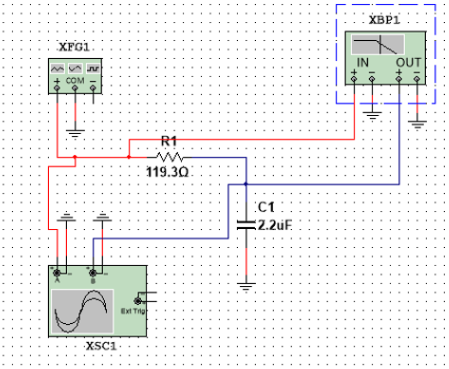 XBP1
XFG1
COM
IN OUT
R1
119.3Ω
C1
2.2uF
A B
Ext Trig
XSC1